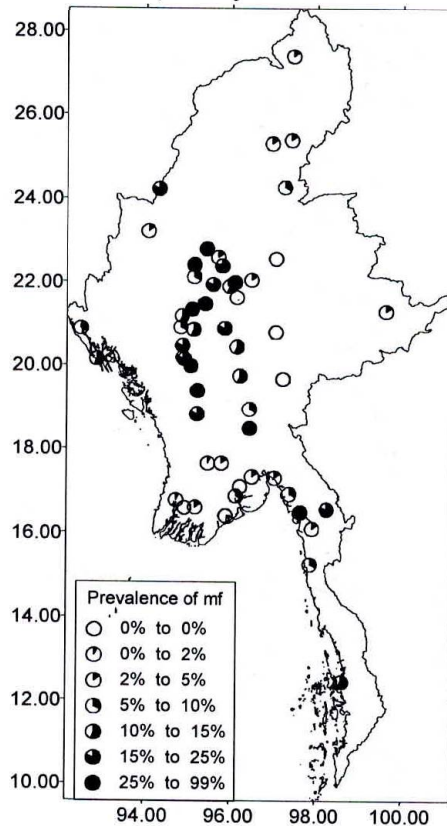 28.00
26.00
24.00
22.00
20.00
18.00
16.00
14.00
12.00
10.00
Prevalence of mf
0% to 0%
0% to 2%
2% to 5%
5% to 10%
10% to 15%
15% to 25%
25% to 99%
94.00 96.00 98.00 100.00